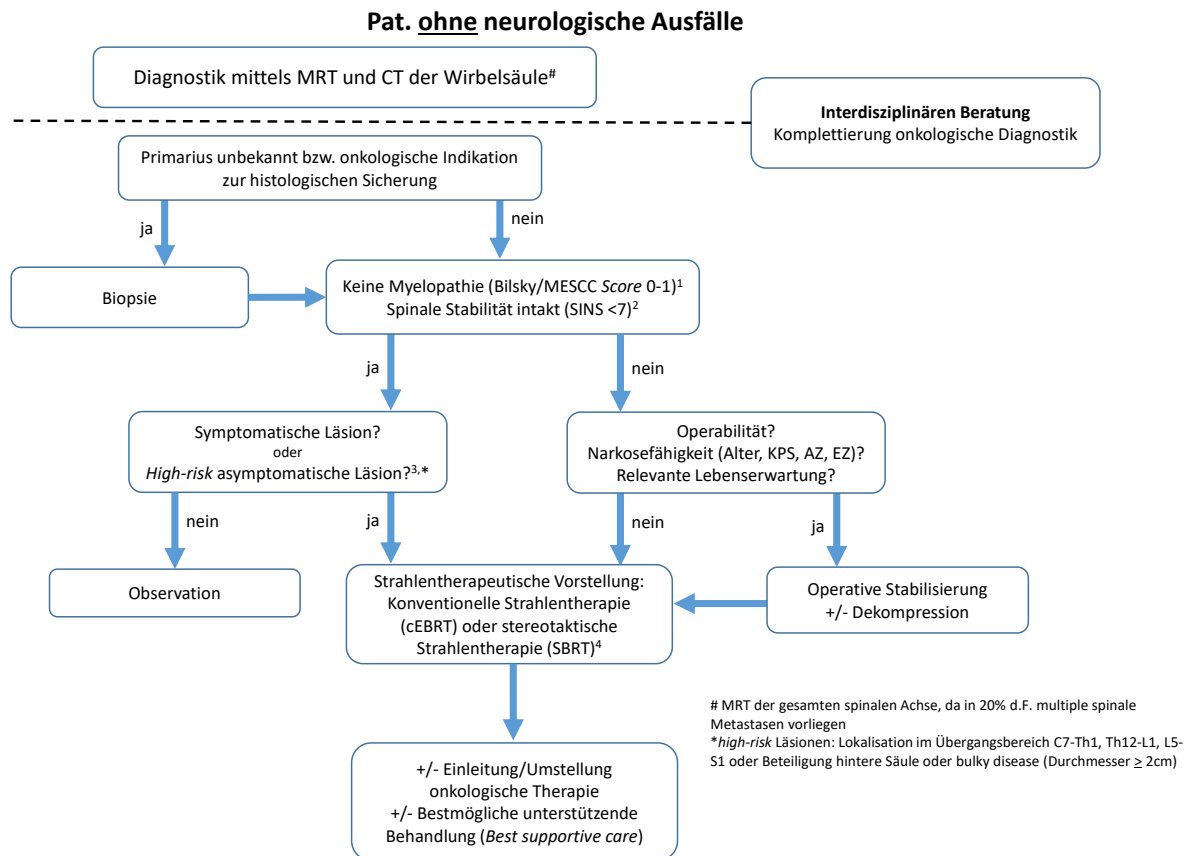 Pat. ohne neurologische Ausfälle
Diagnostik mittels MRT und CT der Wirbelsäule#
Interdisziplinären Beratung
Komplettierung onkologische Diagnostik
Primarius unbekannt bzw. onkologische Indikation
zur histologischen Sicherung
ja
nein
Biopsie
Keine Myelopathie (Bilsky/MESCC Score 0-1)1
Spinale Stabilität intakt (SINS <7)2
ja
nein
Symptomatische Läsion?
oder
High-risk asymptomatische Läsion?3,*
Operabilität?
Narkosefähigkeit (Alter, KPS, AZ, EZ)?
Relevante Lebenserwartung?
nein
ja
nein
ja
Observation
Strahlentherapeutische Vorstellung:
Konventionelle Strahlentherapie
(cEBRT) oder stereotaktische
Strahlentherapie (SBRT)4
Operative Stabilisierung
+/- Dekompression
# MRT der gesamten spinalen Achse, da in 20% d.F. multiple spinale
Metastasen vorliegen
*high-risk Läsionen: Lokalisation im Übergangsbereich C7-Th1, Th12-L1, L5-
S1 oder Beteiligung hintere Säule oder bulky disease (Durchmesser > 2cm)
+/- Einleitung/Umstellung
onkologische Therapie
+/- Bestmögliche unterstützende
Behandlung (Best supportive care)